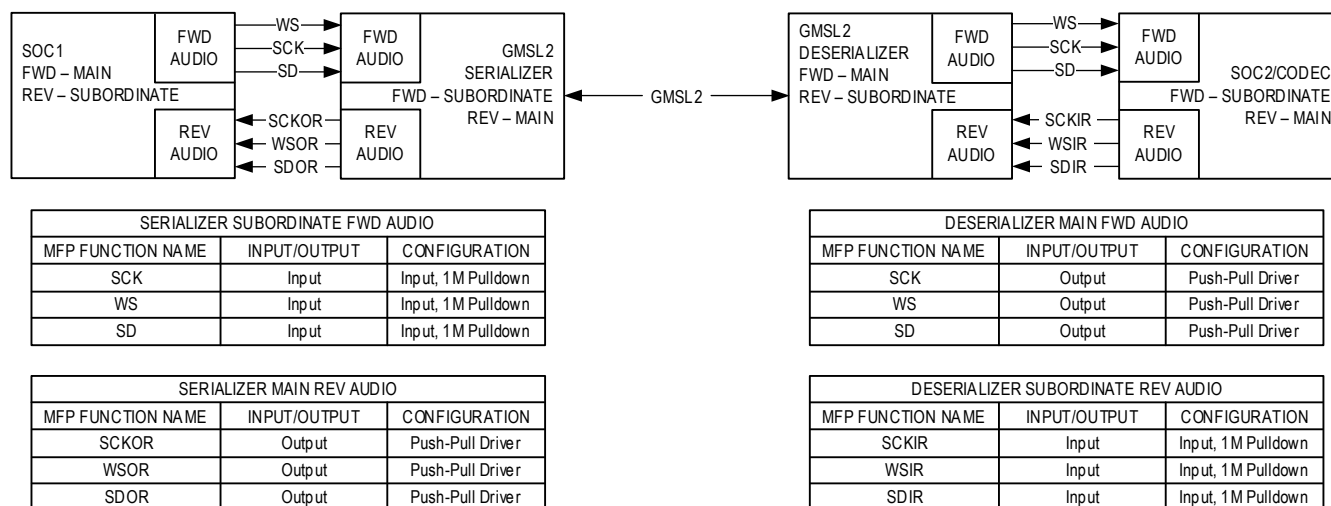 SOC1
FWD – MAIN
REV – SUBORDINATE
FWD
AUDIO
REV
AUDIO
WS
SCK
SD
SCKOR
WSOR
SDOR
FWD
AUDIO
REV
AUDIO
GMSL2
SERIALIZER
FWD – SUBORDINATE
REV – MAIN
GMSL2
GMSL2
DESERIALIZER
FWD – MAIN
REV – SUBORDINATE
FWD
AUDIO
REV
AUDIO
WS
SCK
SD
SCKIR
WSIR
SDIR
FWD
AUDIO
REV
AUDIO
SOC2/CODEC
FWD – SUBORDINATE
REV – MAIN
SERIALIZER SUBORDINATE FWD AUDIO
MFP FUNCTION NAME INPUT/OUTPUT CONFIGURATION
SCK Input Input, 1M Pulldown
WS Input Input, 1M Pulldown
SD Input Input, 1M Pulldown
DESERIALIZER MAIN FWD AUDIO
MFP FUNCTION NAME INPUT/OUTPUT CONFIGURATION
SCK Output Push-Pull Driver
WS Output Push-Pull Driver
SD Output Push-Pull Driver
SERIALIZER MAIN REV AUDIO
MFP FUNCTION NAME INPUT/OUTPUT CONFIGURATION
SCKOR Output Push-Pull Driver
WSOR Output Push-Pull Driver
SDOR Output Push-Pull Driver
DESERIALIZER SUBORDINATE REV AUDIO
MFP FUNCTION NAME INPUT/OUTPUT CONFIGURATION
SCKIR Input Input, 1M Pulldown
WSIR Input Input, 1M Pulldown
SDIR Input Input, 1M Pulldown